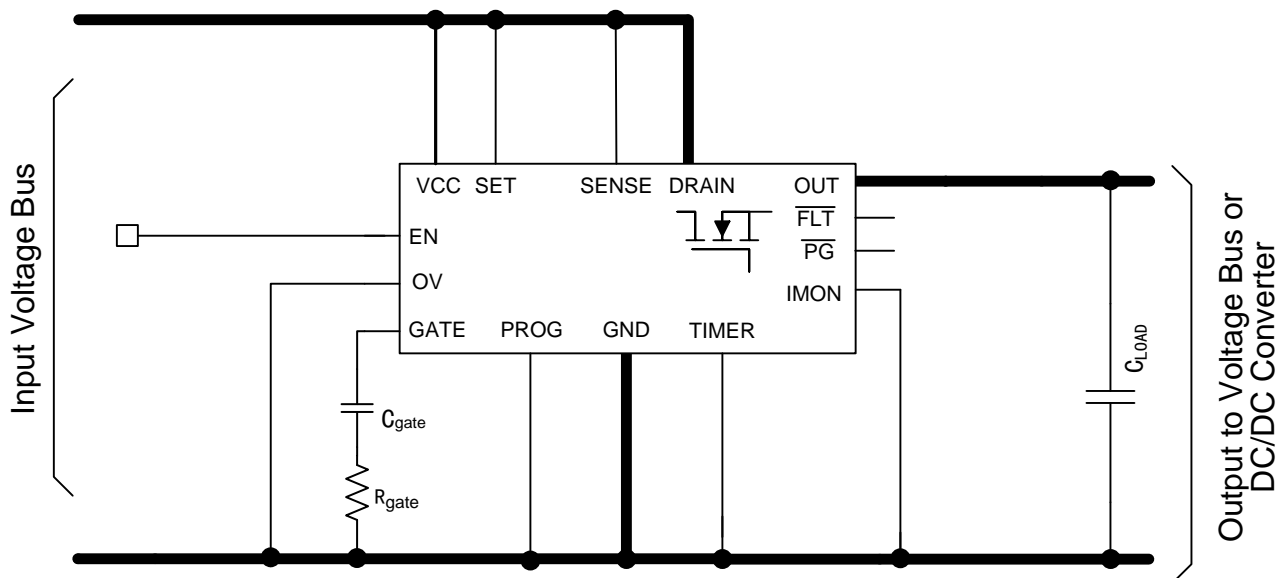 Input Voltage Bus
VCC SET SENSE DRAIN OUT
EN
OV
GATE PROG GND TIMER
FLT
PG
IMON
Cgate
Rgate
CLOAD
Output to Voltage Bus or
DC/DC Converter